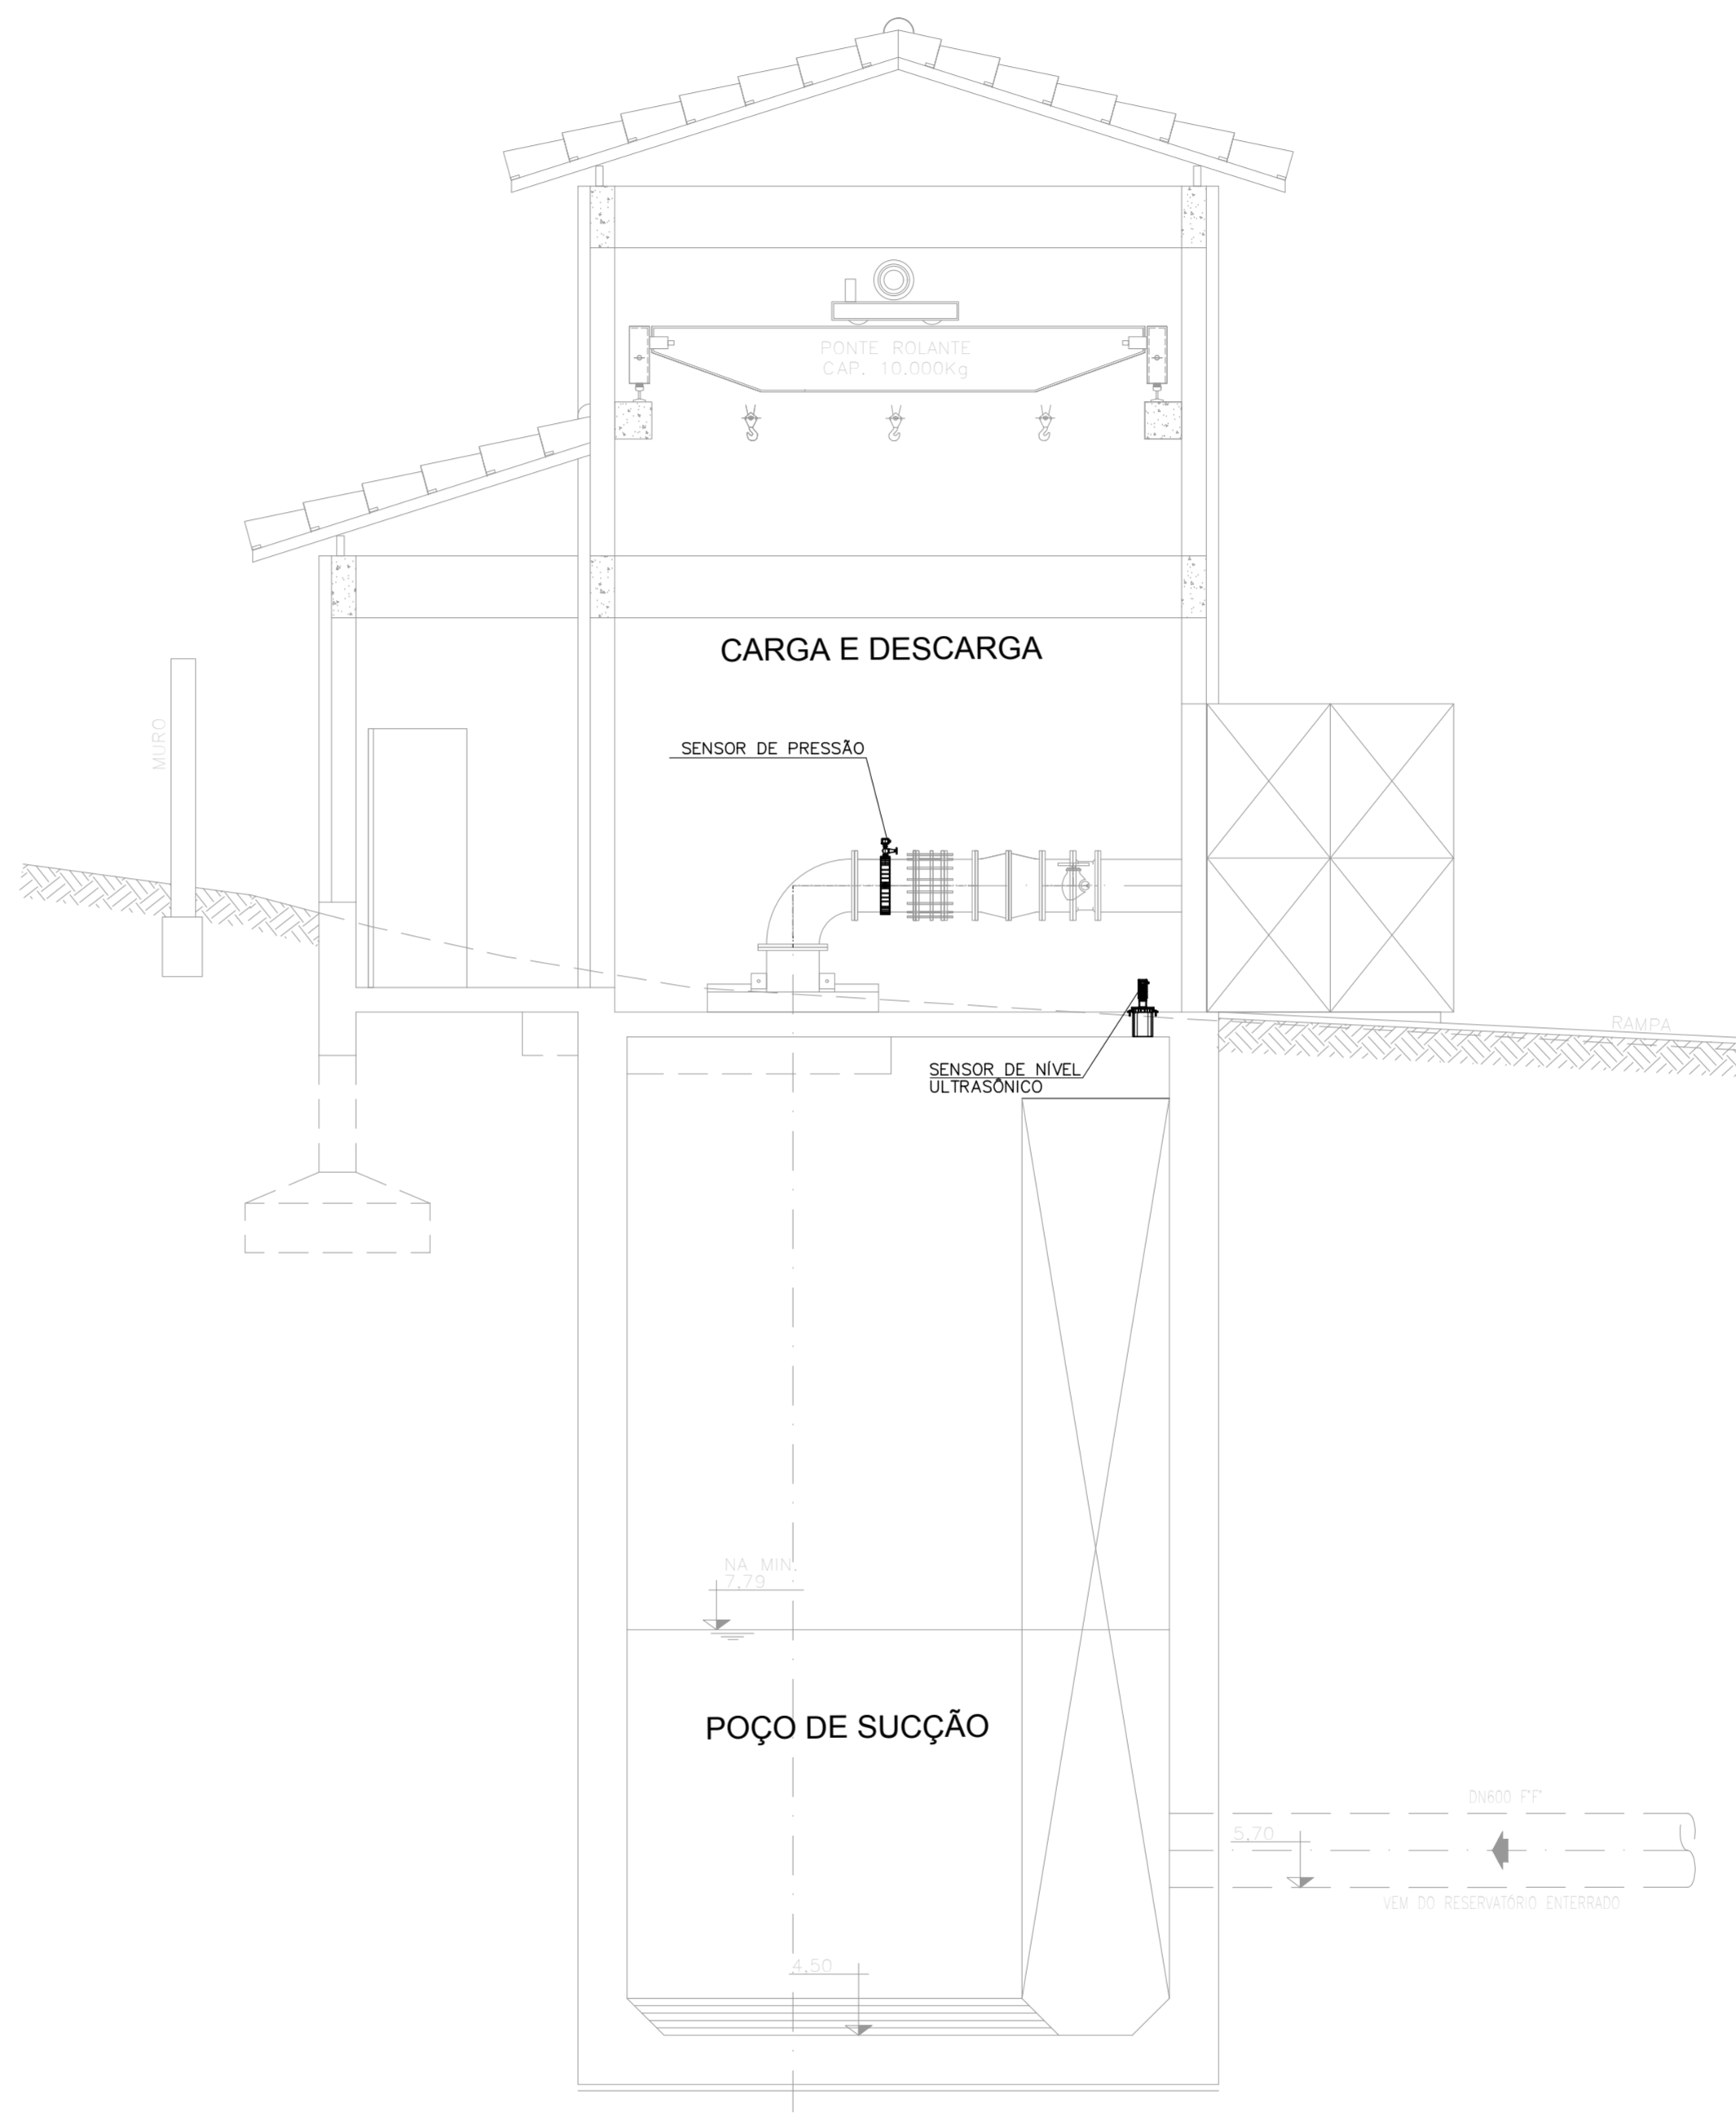 PONTE ROLANTE
CAP. 10.000Kg
CARGA E DESCARGA
MURO
SENSOR DE PRESSÃO
RAMPA
SENSOR DE NÍVEL
ULTRASÔNICO
NA MIN.
7,79
POÇO DE SUCÇÃO
DN600 F°F°
5,70
VEM DO RESERVATÓRIO ENTERRADO
4,50